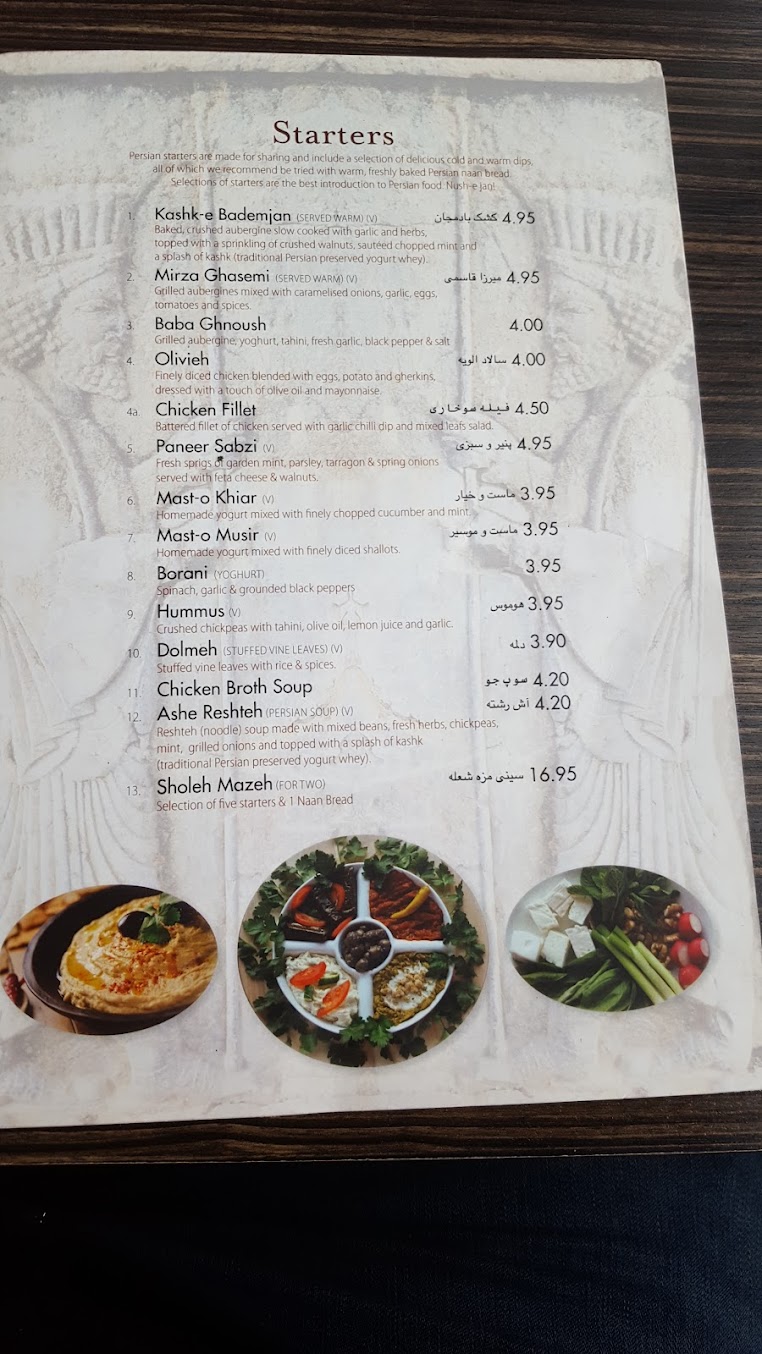 Starters
Persian starters are made for sharing and include a selection of delicious cold and warm dips,
all of which we recommend be tried with warm, freshly baked Persian naan bread.
Selections of starters are the best introduction to Persian food. Nush-e Jan!
1. Kashk-e Bademjan (SERVED WARM) (V) کشک بادمجان 4.95
Baked, crushed aubergine slow cooked with garlic and herbs,
topped with a sprinkling of crushed walnuts, sautéed chopped mint and
a splash of kashk (traditional Persian preserved yogurt whey).
2. Mirza Ghasemi (SERVED WARM) (V) میرزا قاسمی 4.95
Grilled aubergines mixed with caramelised onions, garlic, eggs,
tomatoes and spices.
3. Baba Ghnoush 4.00
Grilled aubergine, yoghurt, tahini, fresh garlic, black pepper & salt
4. Olivieh سالاد الویه 4.00
Finely diced chicken blended with eggs, potato and gherkins,
dressed with a touch of olive oil and mayonnaise.
4a. Chicken Fillet فیله سوخاری 4.50
Battered fillet of chicken served with garlic chilli dip and mixed leafs salad.
5. Paneer Sabzi (V) پنیر و سبزی 4.95
Fresh sprigs of garden mint, parsley, tarragon & spring onions
served with feta cheese & walnuts.
6. Mast-o Khiar (V) ماست و خیار 3.95
Homemade yogurt mixed with finely chopped cucumber and mint.
7. Mast-o Musir (V) ماست و موسیر 3.95
Homemade yogurt mixed with finely diced shallots.
8. Borani (YOGHURT) 3.95
Spinach, garlic & grounded black peppers
9. Hummus (V) هوموس 3.95
Crushed chickpeas with tahini, olive oil, lemon juice and garlic.
10. Dolmeh (STUFFED VINE LEAVES) (V) دلمه 3.90
Stuffed vine leaves with rice & spices.
11. Chicken Broth Soup سوپ جو 4.20
12. Ashe Reshteh (PERSIAN SOUP) (V) آش رشته 4.20
Reshteh (noodle) soup made with mixed beans, fresh herbs, chickpeas,
mint, grilled onions and topped with a splash of kashk
(traditional Persian preserved yogurt whey).
13. Sholeh Mazeh (FOR TWO) سینی مزه شعله 16.95
Selection of five starters & 1 Naan Bread